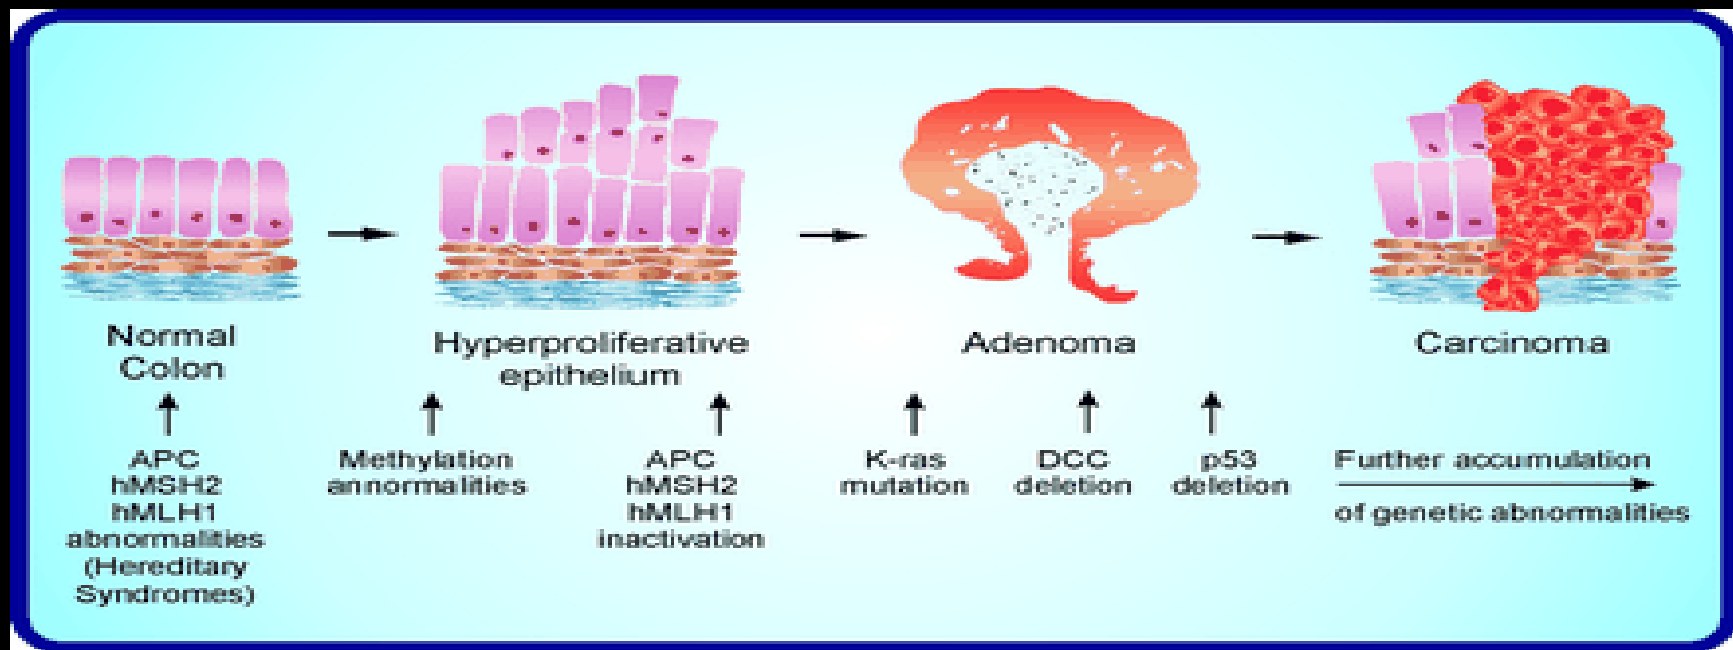 Normal
Colon
Hyperproliferative
epithelium
Adenoma
Carcinoma
APC
hMSH2
hMLH1
abnormalities
(Hereditary
Syndromes)
Methylation
annormalities
APC
hMSH2
hMLH1
inactivation
K-ras
mutation
DCC
deletion
p53
deletion
Further accumulation
of genetic abnormalities